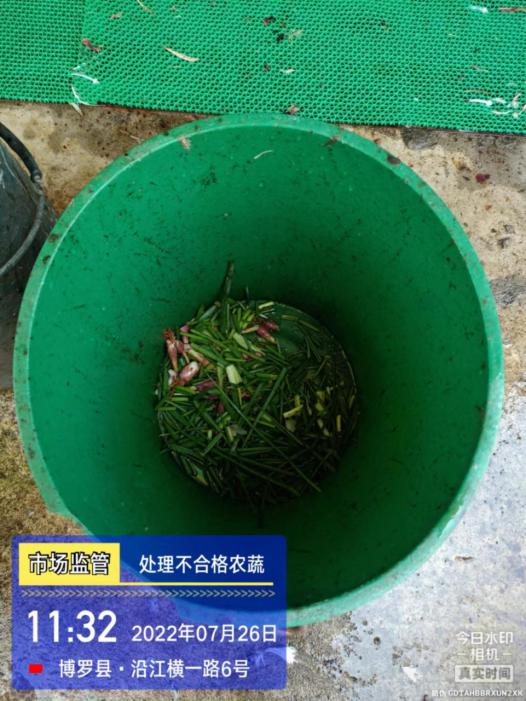 市场监管 处理不合格农蔬
11:32 2022年07月26日
博罗县·沿江横一路6号
今日水印
相机
真实时间
GDTAHBBRXUN2XK